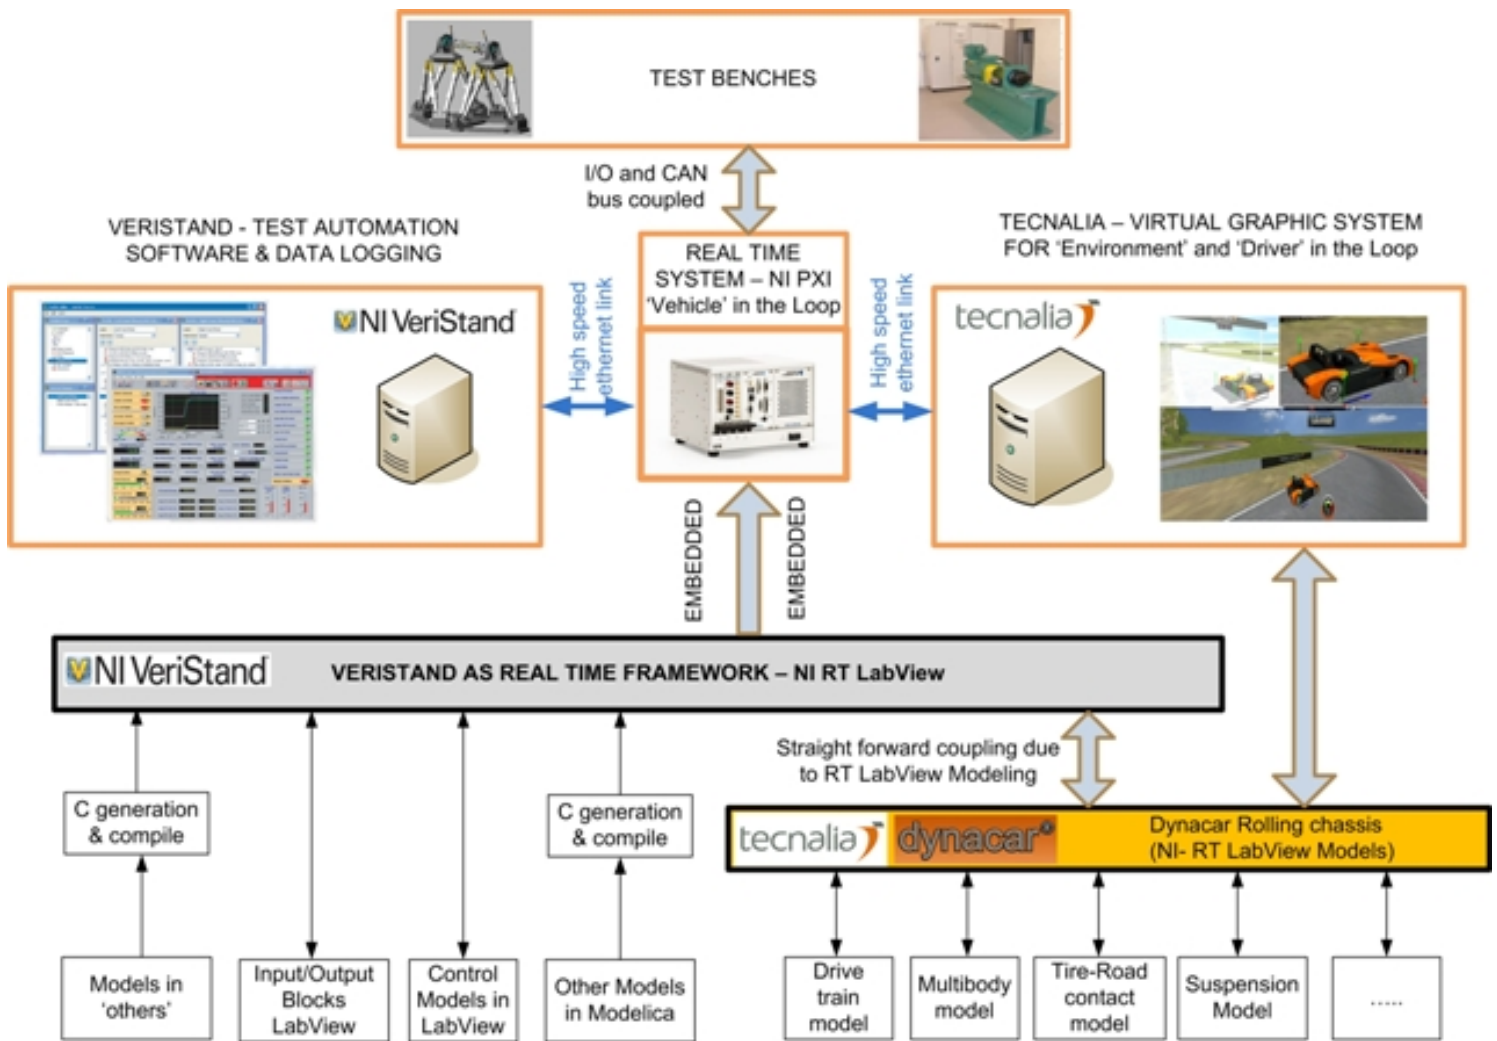 TEST BENCHES
I/O and CAN
bus coupled
VERISTAND - TEST AUTOMATION
SOFTWARE & DATA LOGGING
REAL TIME
SYSTEM – NI PXI
'Vehicle' in the Loop
TECNALIA – VIRTUAL GRAPHIC SYSTEM
FOR 'Environment' and 'Driver' in the Loop
NI VeriStand
High speed
ethernet link
High speed
ethernet link
tecnalia
EMBEDDED
EMBEDDED
NI VeriStand
VERISTAND AS REAL TIME FRAMEWORK – NI RT LabView
Straight forward coupling due
to RT LabView Modeling
C generation
& compile
C generation
& compile
tecnalia
dynacar®
Dynacar Rolling chassis
(NI- RT LabView Models)
Models in
'others'
Input/Output
Blocks
LabView
Control
Models in
LabView
Other Models
in Modelica
Drive
train
model
Multibody
model
Tire-Road
contact
model
Suspension
Model
.....